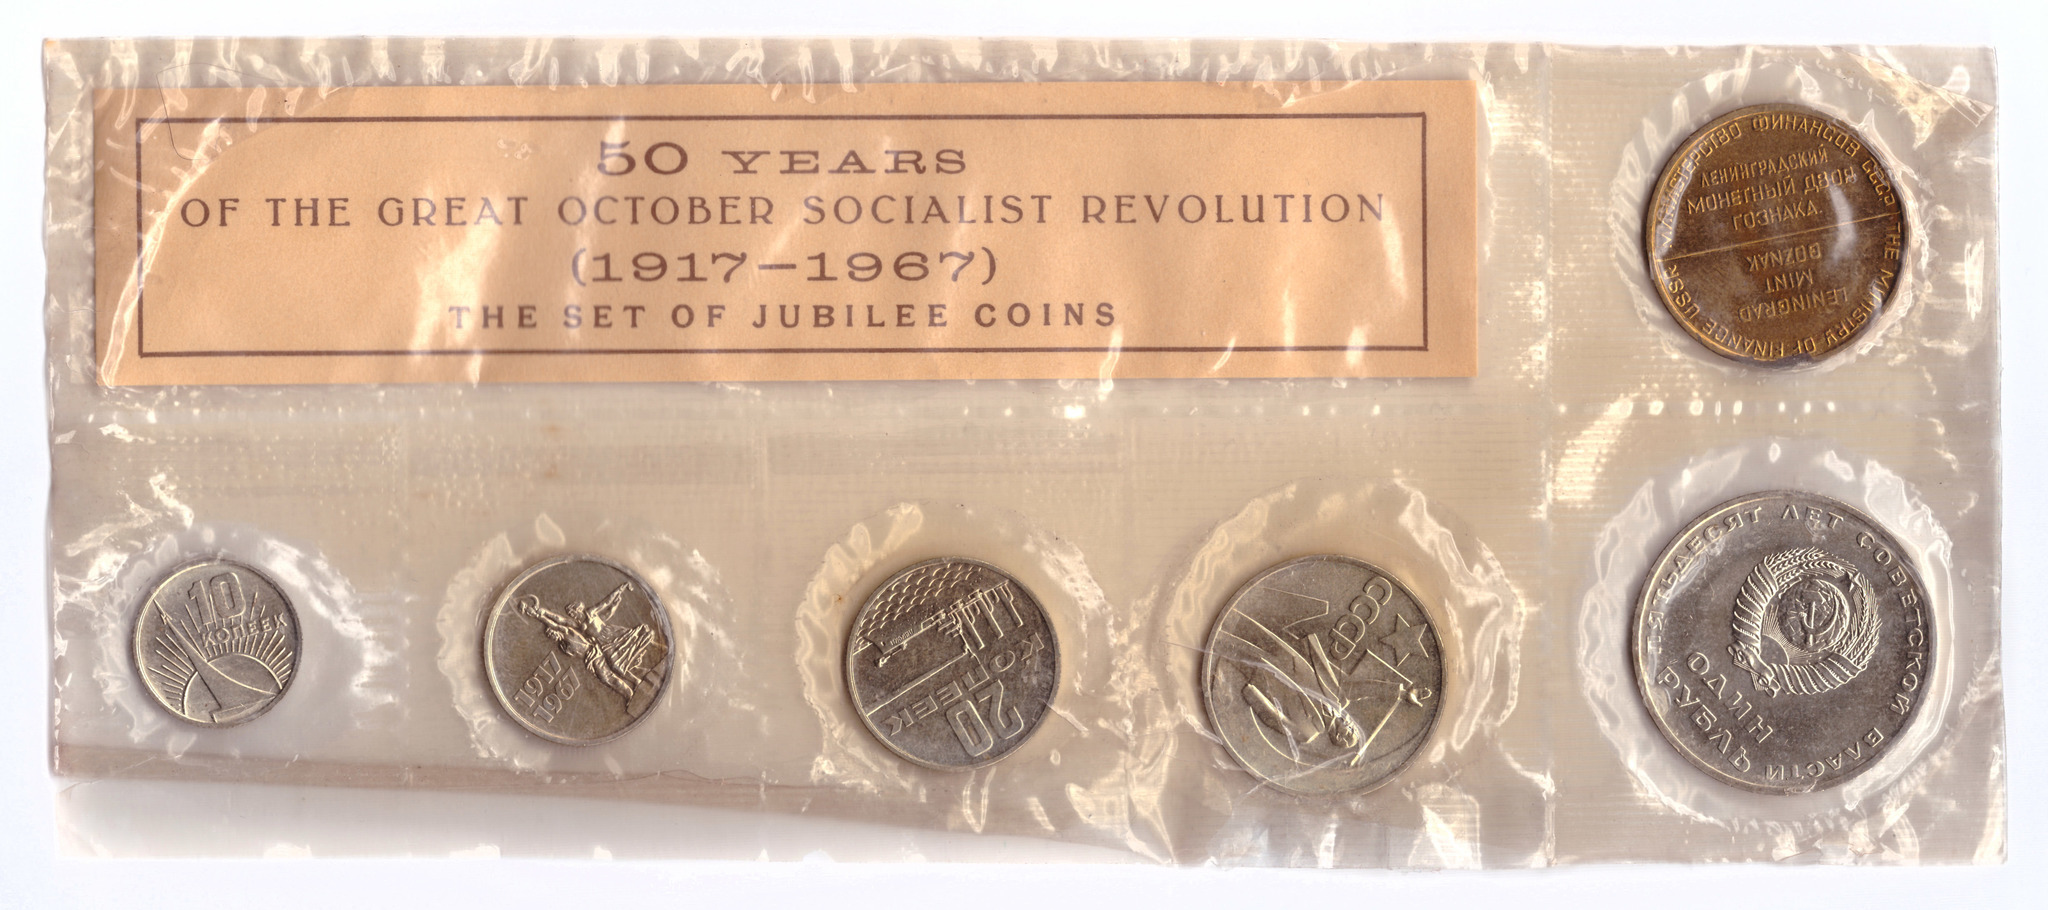 50 YEARS
OF THE GREAT OCTOBER SOCIALIST REVOLUTION
(1917–1967)
THE SET OF JUBILEE COINS
МИНИСТЕРСТВО ФИНАНСОВ СССР
ЛЕНИНГРАДСКИЙ
МОНЕТНЫЙ ДВОР
ГОЗНАКА.
THE MINISTRY OF FINANCE USSR
LENINGRAD
MINT
GOZNAK
10
КОПЕЕК
1917
1967
20
КОПЕЕК
СССР
ПЯТЬДЕСЯТ ЛЕТ СОВЕТСКОЙ ВЛАСТИ
ОДИН
РУБЛЬ